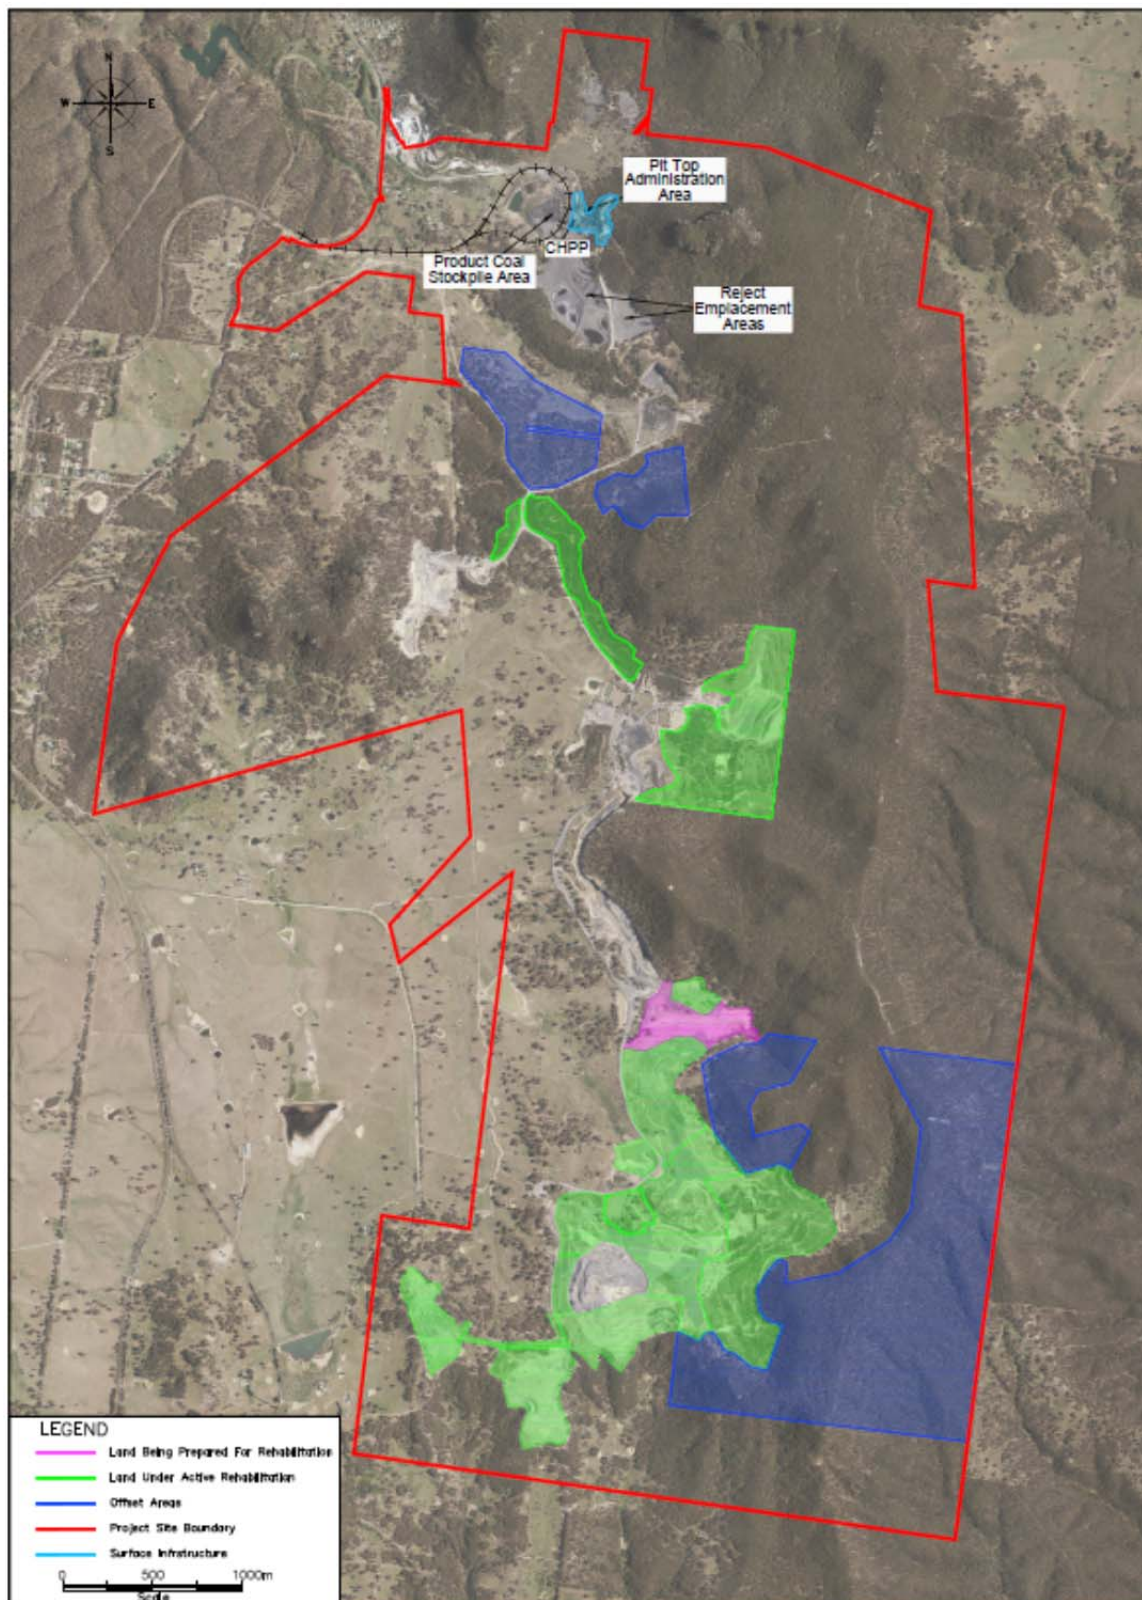 N
W E
S
Pit Top
Administration
Area
CHPP
Product Coal
Stockpile Area
Reject
Emplacement
Areas
LEGEND
Land Being Prepared For Rehabilitation
Land Under Active Rehabilitation
Offset Areas
Project Site Boundary
Surface Infrstructure
0 500 1000m
Scale